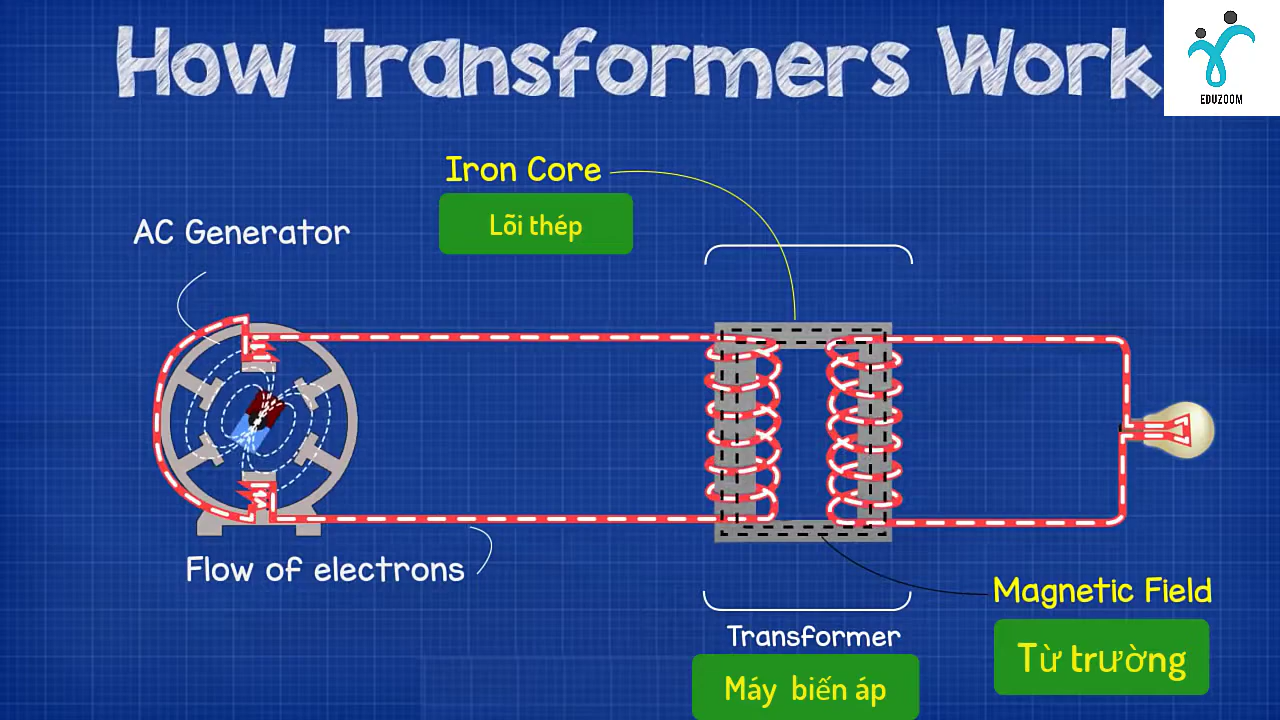 How Transformers Work
EDUZOOM
Iron Core
Lõi thép
AC Generator
Flow of electrons
Magnetic Field
Từ trường
Transformer
Máy biến áp